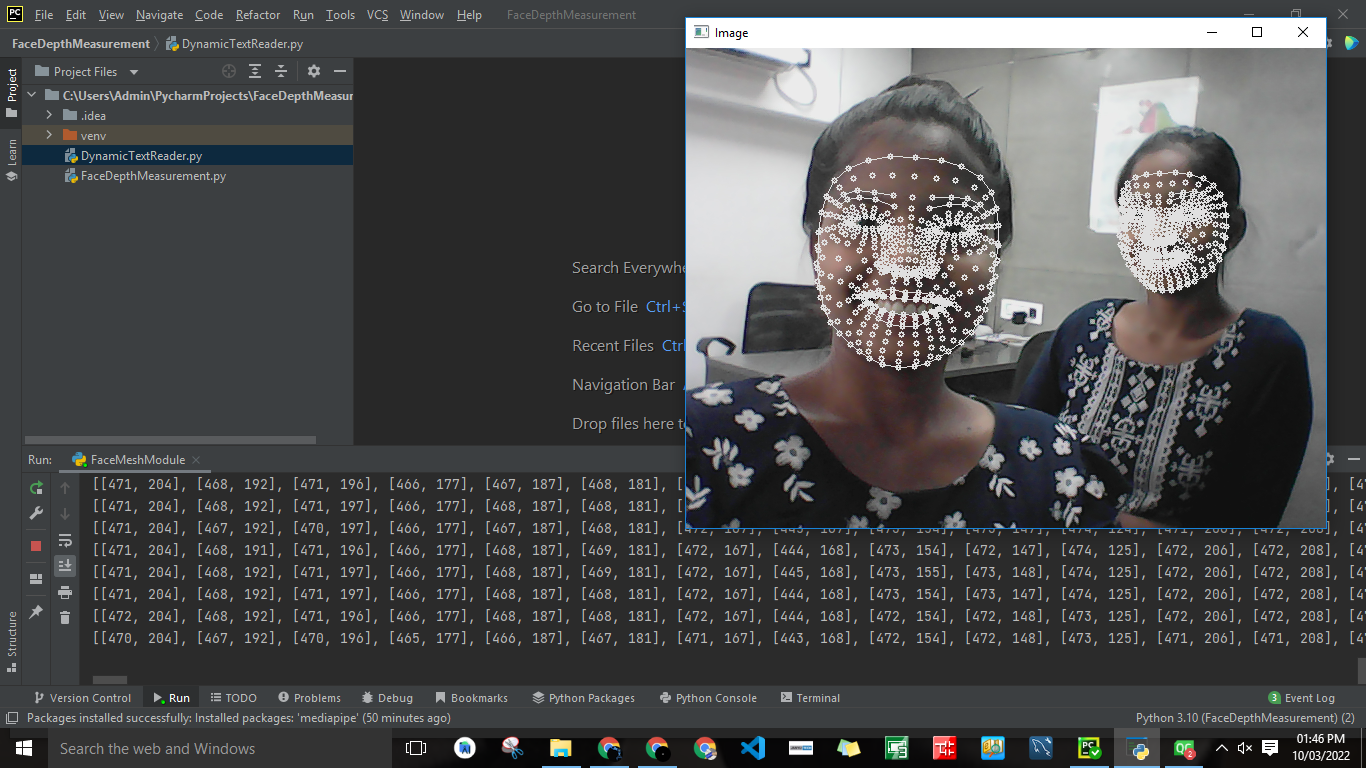 PC File Edit View Navigate Code Refactor Run Tools VCS Window Help FaceDepthMeasurement
FaceDepthMeasurement DynamicTextReader.py
Image
Project
Learn
Structure
Project Files
C:\Users\Admin\PycharmProjects\FaceDepthMeasur
.idea
venv
DynamicTextReader.py
FaceDepthMeasurement.py
Search Everywhe
Go to File Ctrl+S
Recent Files Ctrl
Navigation Bar
Drop files here to
Run: FaceMeshModule
[[471, 204], [468, 192], [471, 196], [466, 177], [467, 187], [468, 181],
[[471, 204], [468, 192], [471, 197], [466, 177], [468, 187], [468, 181],
[[471, 204], [467, 192], [470, 196], [466, 177], [467, 187], [468, 181],
[[471, 204], [468, 191], [471, 196], [466, 177], [468, 187], [469, 181], [472, 167], [444, 168], [473, 154], [472, 147], [474, 125], [472, 206], [472, 208], [47
[[471, 204], [468, 192], [471, 197], [466, 177], [468, 187], [469, 181], [472, 167], [445, 168], [473, 155], [473, 148], [474, 125], [472, 206], [472, 208], [47
[[471, 204], [468, 192], [471, 197], [466, 177], [468, 187], [468, 181], [472, 167], [444, 168], [473, 154], [473, 147], [474, 125], [472, 206], [472, 208], [47
[[472, 204], [468, 192], [471, 196], [466, 177], [468, 187], [468, 181], [472, 167], [444, 168], [472, 154], [472, 148], [473, 125], [472, 206], [472, 208], [47
[[470, 204], [467, 192], [470, 196], [465, 177], [466, 187], [467, 181], [471, 167], [443, 168], [472, 154], [472, 148], [473, 125], [471, 206], [471, 208], [47
Version Control Run TODO Problems Debug Bookmarks Python Packages Python Console Terminal 3 Event Log
Packages installed successfully: Installed packages: 'mediapipe' (50 minutes ago) Python 3.10 (FaceDepthMeasurement) (2)
Search the web and Windows
01:46 PM
10/03/2022